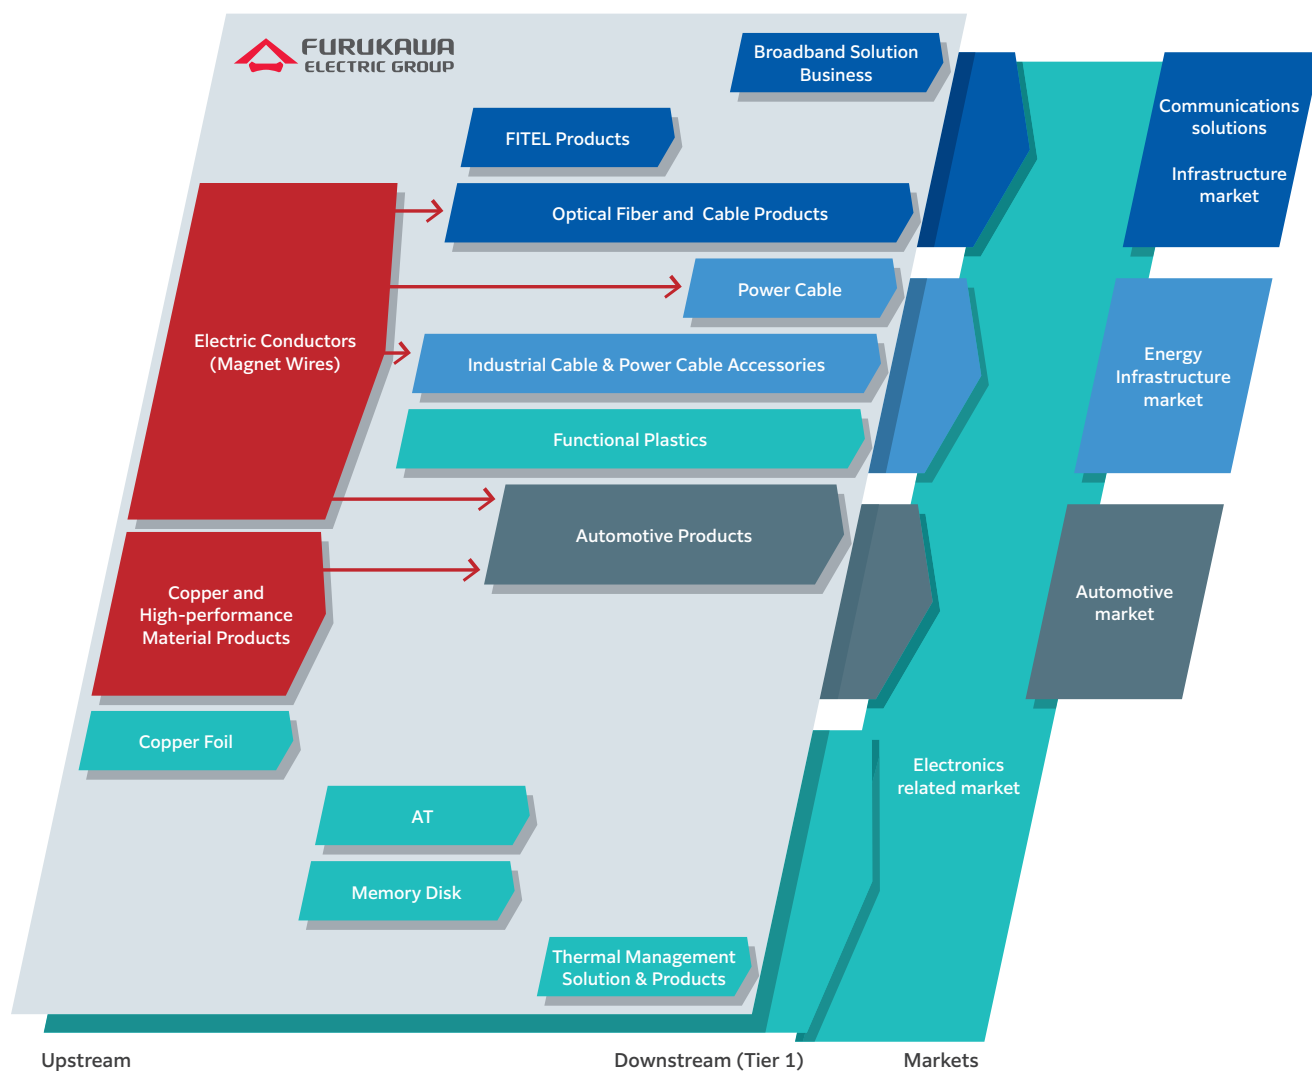 FURUKAWA
ELECTRIC GROUP
Broadband Solution
Business
FITEL Products
Optical Fiber and Cable Products
Power Cable
Electric Conductors
(Magnet Wires)
Industrial Cable & Power Cable Accessories
Functional Plastics
Automotive Products
Copper and
High-performance
Material Products
Copper Foil
AT
Memory Disk
Thermal Management
Solution & Products
Communications
solutions
Infrastructure
market
Energy
Infrastructure
market
Automotive
market
Electronics
related market
Upstream
Downstream (Tier 1)
Markets